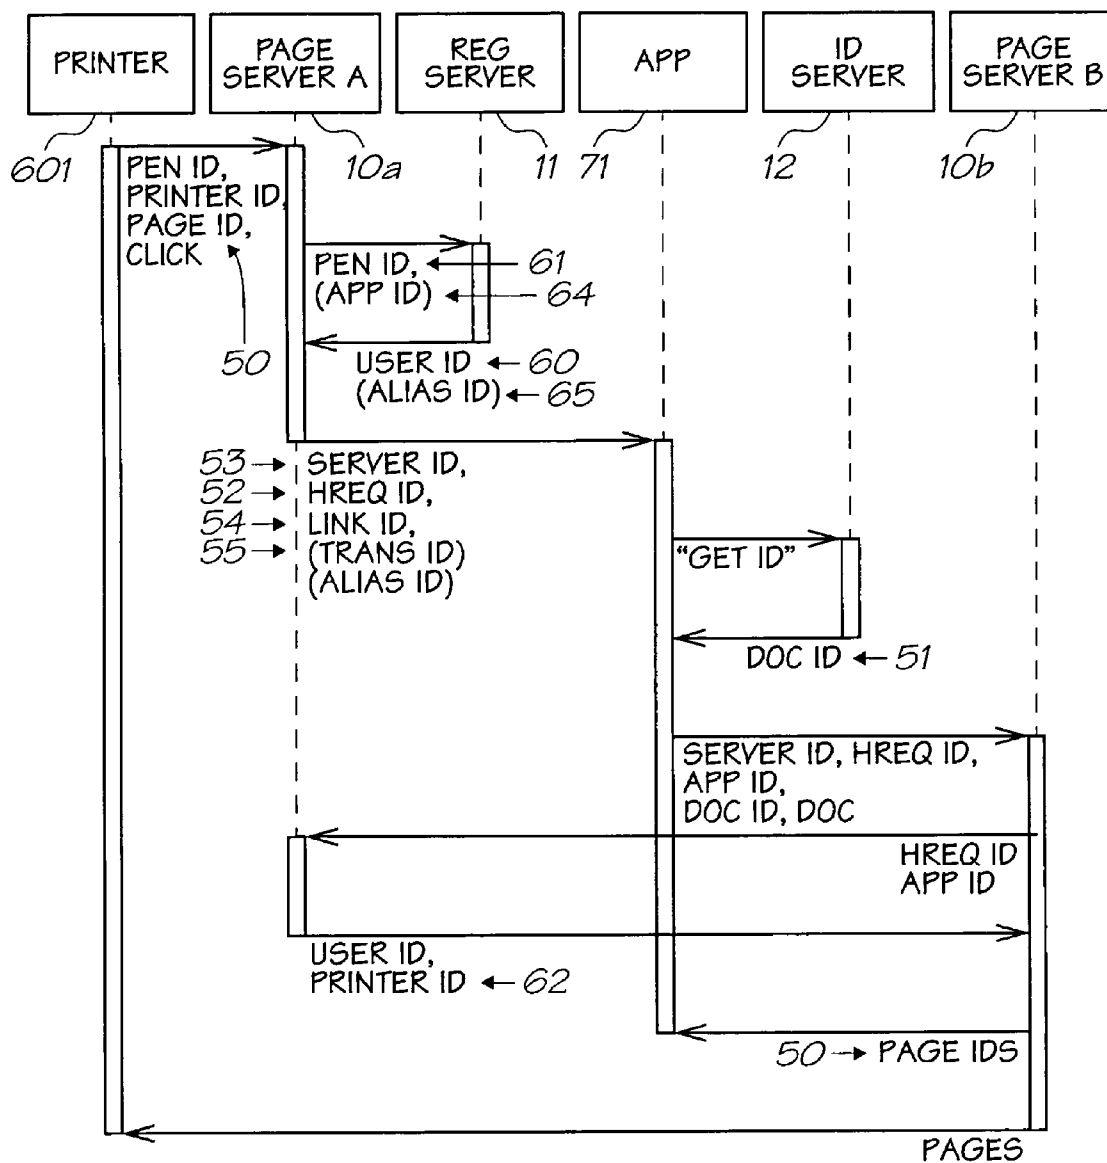 PRINTER
PAGE
SERVER A
REG
SERVER
APP
ID
SERVER
PAGE
SERVER B
601
10a
11
71
12
10b
PEN ID,
PRINTER ID,
PAGE ID,
CLICK
50
PEN ID,
61
(APP ID)
64
USER ID
60
(ALIAS ID)
65
53
SERVER ID,
52
HREQ ID,
54
LINK ID,
55
(TRANS ID)
(ALIAS ID)
“GET ID”
DOC ID
51
SERVER ID, HREQ ID,
APP ID,
DOC ID, DOC
HREQ ID
APP ID
USER ID,
PRINTER ID
62
50
PAGE IDS
PAGES